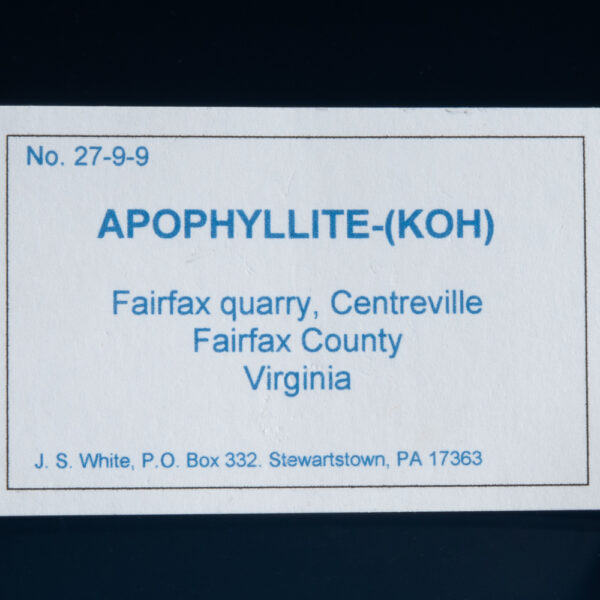 No. 27-9-9
APOPHYLLITE-(KOH)
Fairfax quarry, Centreville
Fairfax County
Virginia
J. S. White, P.O. Box 332. Stewartstown, PA 17363